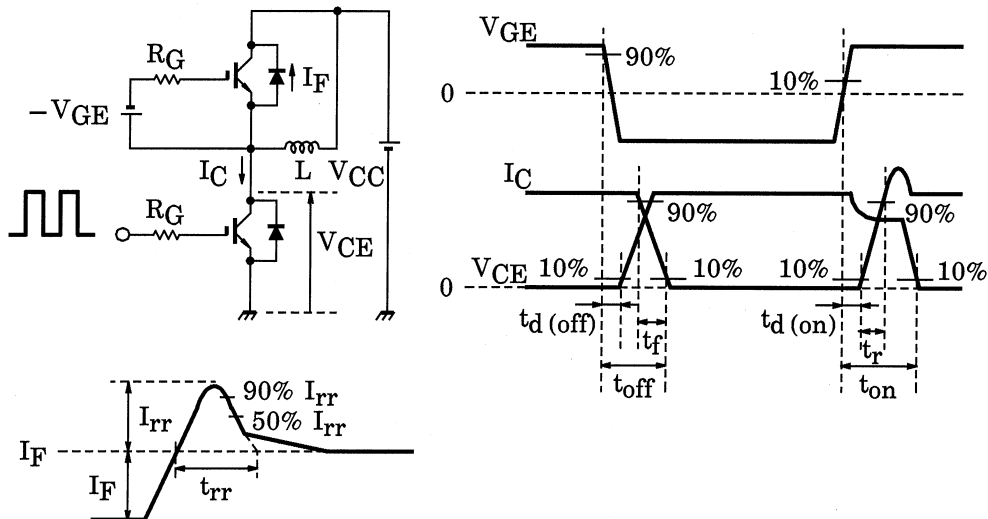 R_G
I_F
−V_GE
I_C
L
V_CC
R_G
V_CE
V_GE
90%
10%
0
I_C
90%
90%
V_CE
10%
10%
10%
10%
0
t_d (off)
t_f
t_off
t_d (on)
t_r
t_on
90% I_rr
I_rr
50% I_rr
I_F
I_F
t_rr